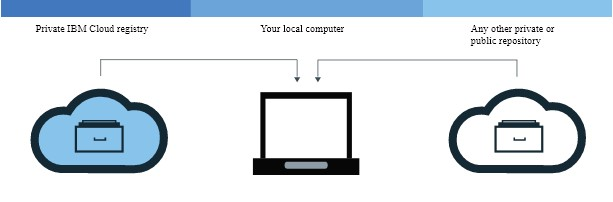 Private IBM Cloud registry
Your local computer
Any other private or
public repository